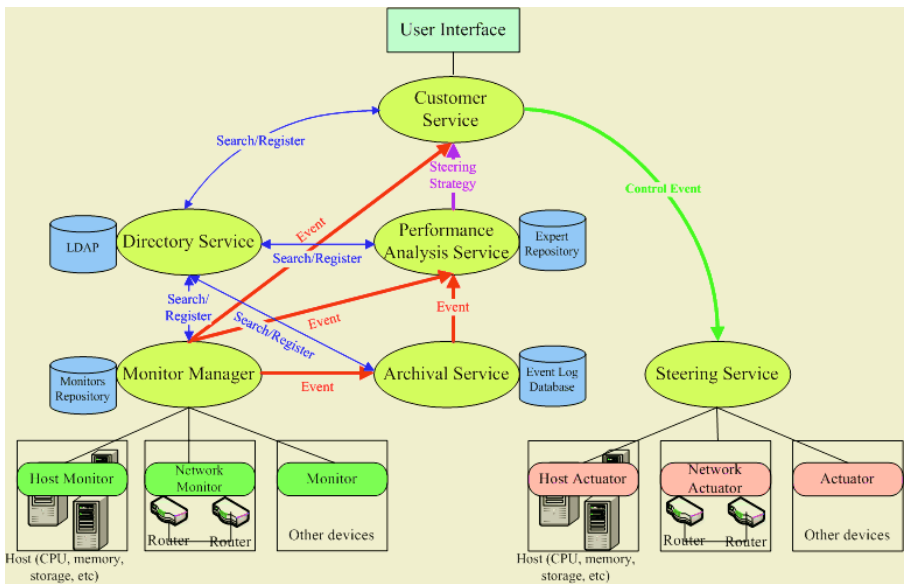 User Interface
Customer
Service
Search/Register
Steering
Strategy
Control Event
Event
LDAP
Directory Service
Search/Register
Performance
Analysis Service
Expert
Repository
Search/
Register
Search/Register
Event
Event
Monitors
Repository
Monitor Manager
Event
Archival Service
Event Log
Database
Steering Service
Host Monitor
Network
Monitor
Monitor
Router
Router
Other devices
Host (CPU, memory,
storage, etc)
Host Actuator
Network
Actuator
Actuator
Router
Router
Other devices
Host (CPU, memory,
storage, etc)